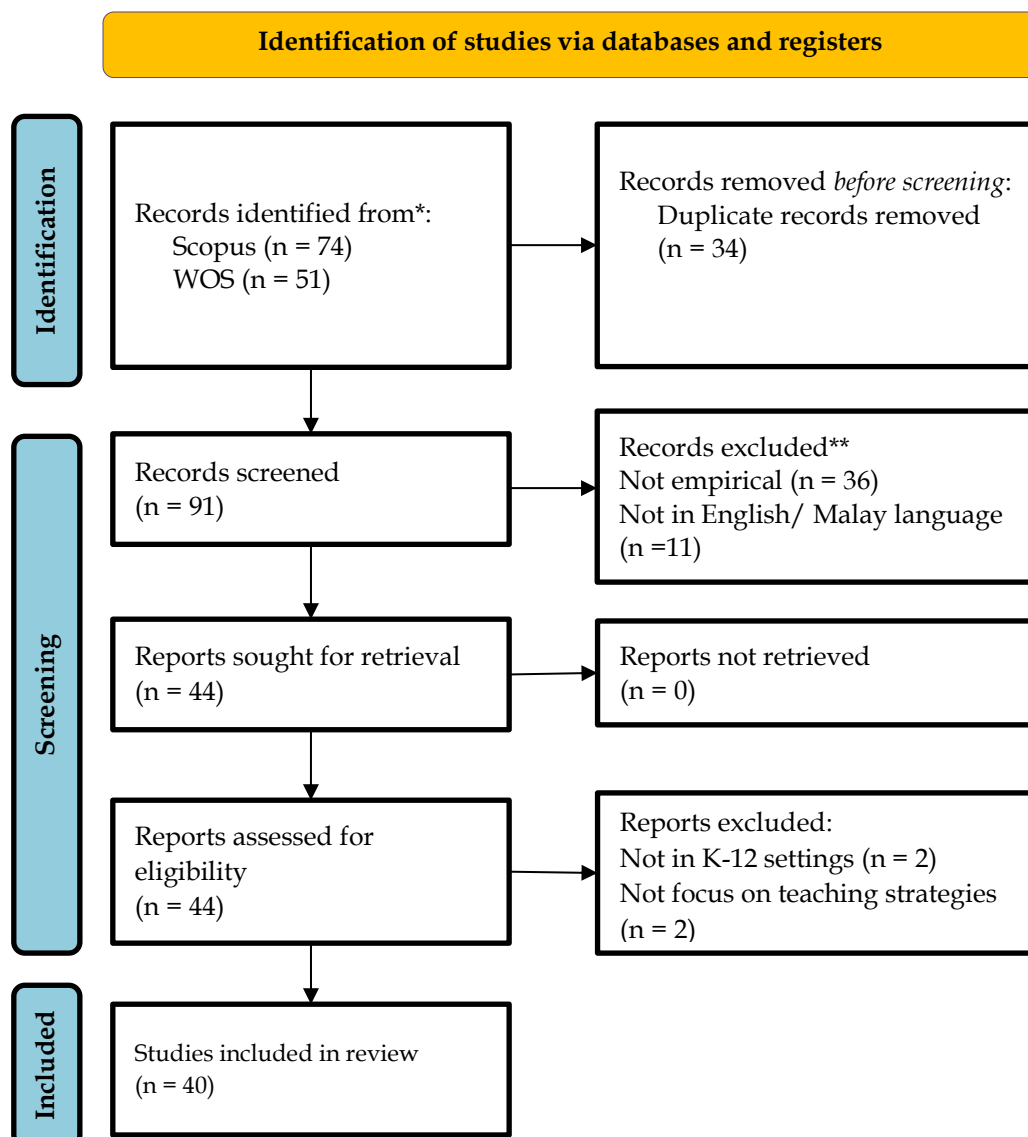 Identification of studies via databases and registers
Identification
Records identified from*:
Scopus (n = 74)
WOS (n = 51)
Records removed before screening:
Duplicate records removed
(n = 34)
Screening
Records screened
(n = 91)
Records excluded**
Not empirical (n = 36)
Not in English/ Malay language
(n =11)
Reports sought for retrieval
(n = 44)
Reports not retrieved
(n = 0)
Reports assessed for
eligibility
(n = 44)
Reports excluded:
Not in K-12 settings (n = 2)
Not focus on teaching strategies
(n = 2)
Included
Studies included in review
(n = 40)